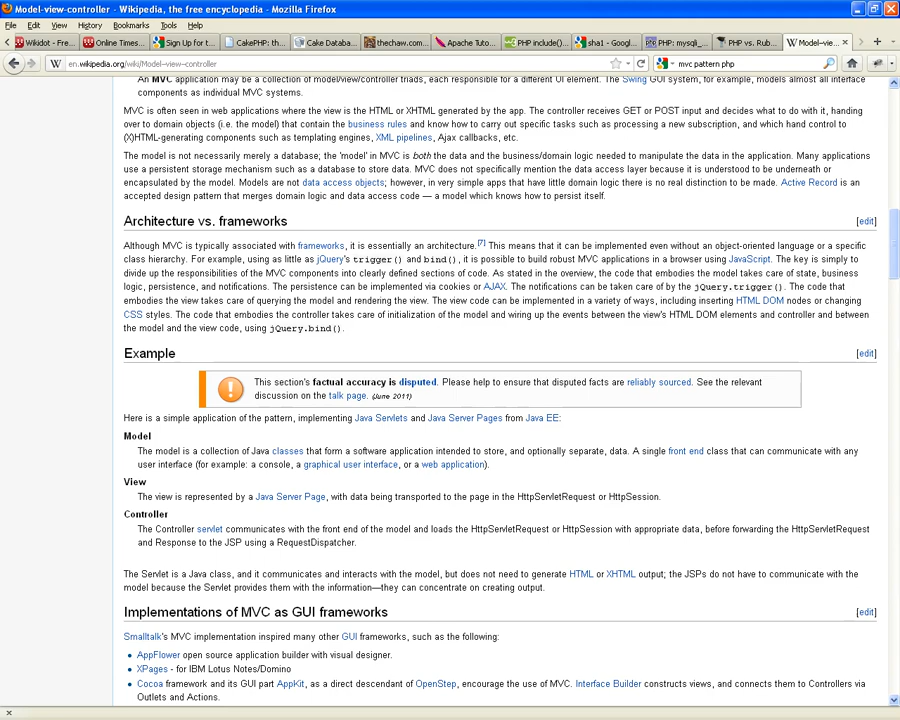 Model-view-controller - Wikipedia, the free encyclopedia - Mozilla Firefox
File Edit View History Bookmarks Tools Help
Wikidot - Fre... Online Times... Sign Up for t... CakePHP: th... Cake Databa... thechaw.com... Apache Tuto... PHP include()... sha1 - Googl... PHP: mysqli_... PHP vs. Rub... Model–vie...
en.wikipedia.org/wiki/Model–view–controller mvc pattern php
An MVC application may be a collection of model/view/controller triads, each responsible for a different UI element. The Swing GUI system, for example, models almost all interface
components as individual MVC systems.
MVC is often seen in web applications where the view is the HTML or XHTML generated by the app. The controller receives GET or POST input and decides what to do with it, handing
over to domain objects (i.e. the model) that contain the business rules and know how to carry out specific tasks such as processing a new subscription, and which hand control to
(X)HTML-generating components such as templating engines, XML pipelines, Ajax callbacks, etc.
The model is not necessarily merely a database; the 'model' in MVC is both the data and the business/domain logic needed to manipulate the data in the application. Many applications
use a persistent storage mechanism such as a database to store data. MVC does not specifically mention the data access layer because it is understood to be underneath or
encapsulated by the model. Models are not data access objects; however, in very simple apps that have little domain logic there is no real distinction to be made. Active Record is an
accepted design pattern that merges domain logic and data access code — a model which knows how to persist itself.
Architecture vs. frameworks [edit]
Although MVC is typically associated with frameworks, it is essentially an architecture.[7] This means that it can be implemented even without an object-oriented language or a specific
class hierarchy. For example, using as little as jQuery's trigger() and bind(), it is possible to build robust MVC applications in a browser using JavaScript. The key is simply to
divide up the responsibilities of the MVC components into clearly defined sections of code. As stated in the overview, the code that embodies the model takes care of state, business
logic, persistence, and notifications. The persistence can be implemented via cookies or AJAX. The notifications can be taken care of by the jQuery.trigger(). The code that
embodies the view takes care of querying the model and rendering the view. The view code can be implemented in a variety of ways, including inserting HTML DOM nodes or changing
CSS styles. The code that embodies the controller takes care of initialization of the model and wiring up the events between the view's HTML DOM elements and controller and between
the model and the view code, using jQuery.bind().
Example [edit]
This section's factual accuracy is disputed. Please help to ensure that disputed facts are reliably sourced. See the relevant
discussion on the talk page. (June 2011)
Here is a simple application of the pattern, implementing Java Servlets and Java Server Pages from Java EE:
Model
The model is a collection of Java classes that form a software application intended to store, and optionally separate, data. A single front end class that can communicate with any
user interface (for example: a console, a graphical user interface, or a web application).
View
The view is represented by a Java Server Page, with data being transported to the page in the HttpServletRequest or HttpSession.
Controller
The Controller servlet communicates with the front end of the model and loads the HttpServletRequest or HttpSession with appropriate data, before forwarding the HttpServletRequest
and Response to the JSP using a RequestDispatcher.
The Servlet is a Java class, and it communicates and interacts with the model, but does not need to generate HTML or XHTML output; the JSPs do not have to communicate with the
model because the Servlet provides them with the information—they can concentrate on creating output.
Implementations of MVC as GUI frameworks [edit]
Smalltalk's MVC implementation inspired many other GUI frameworks, such as the following:
AppFlower open source application builder with visual designer.
XPages - for IBM Lotus Notes/Domino
Cocoa framework and its GUI part AppKit, as a direct descendant of OpenStep, encourage the use of MVC. Interface Builder constructs views, and connects them to Controllers via
Outlets and Actions.